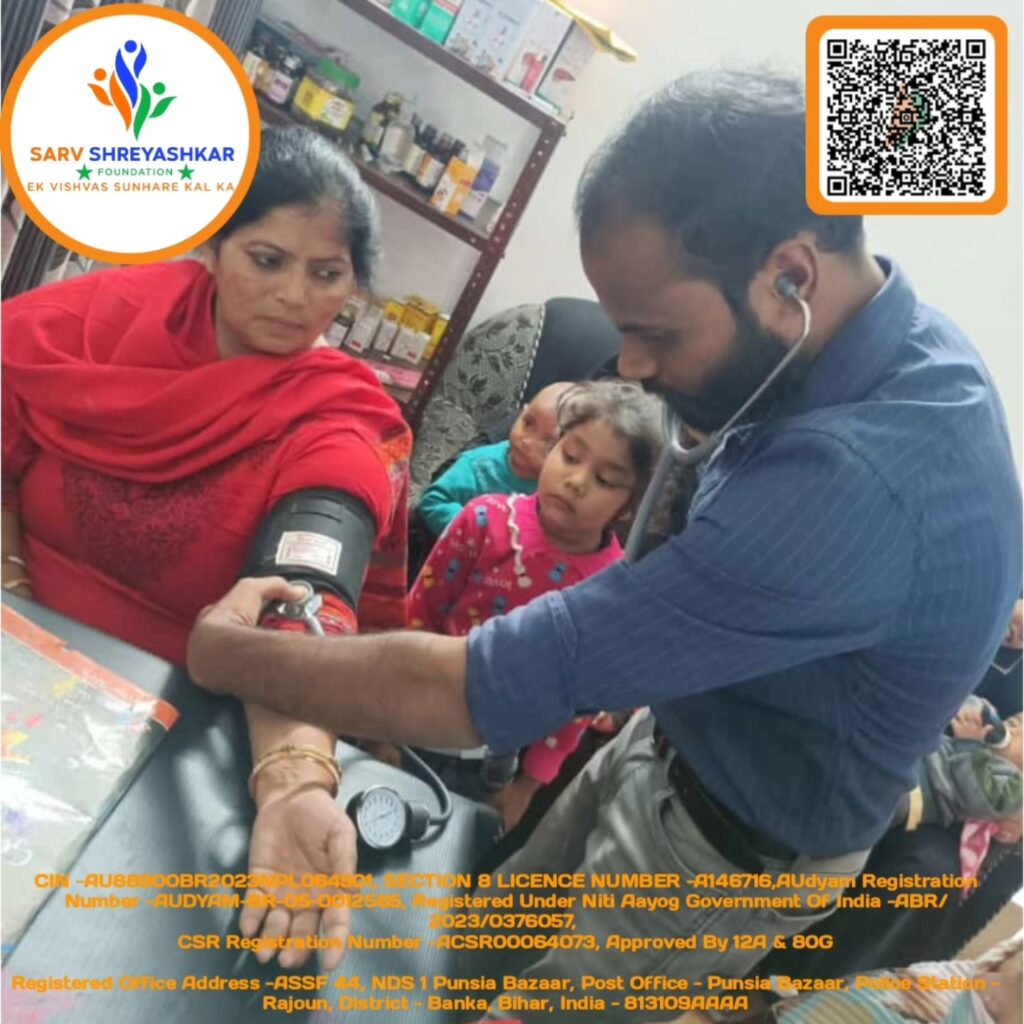 SARV SHREYASHKAR
FOUNDATION
EK VISHVAS SUNHARE KAL KA
CIN -AU88900BR2023NPL064501, SECTION 8 LICENCE NUMBER -A146716,AUdyam Registration
Number -AUDYAM-BR-05-0012565, Registered Under Niti Aayog Government Of India -ABR/
2023/0376057,
CSR Registration Number -ACSR00064073, Approved By 12A & 80G
Registered Office Address -ASSF 44, NDS 1 Punsia Bazaar, Post Office - Punsia Bazaar, Police Station -
Rajoun, District - Banka, Bihar, India - 813109AAAA